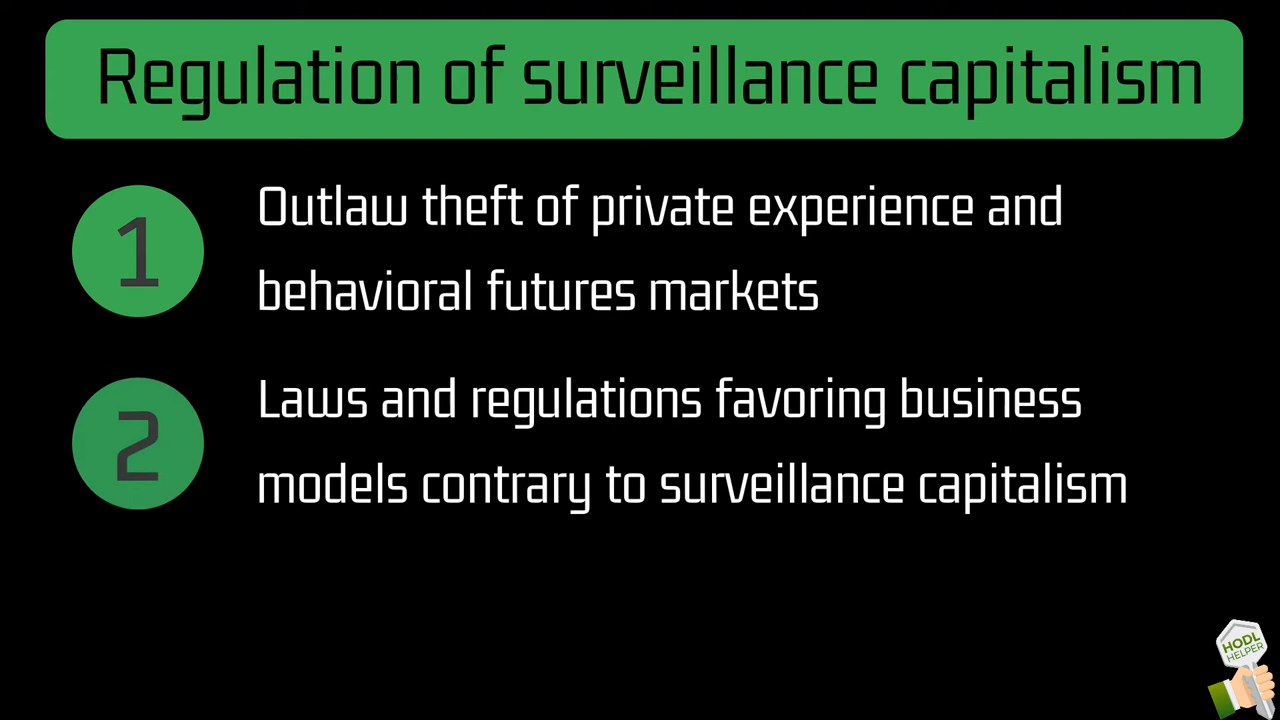 Regulation of surveillance capitalism
1
Outlaw theft of private experience and
behavioral futures markets
2
Laws and regulations favoring business
models contrary to surveillance capitalism
HODL
HELPER